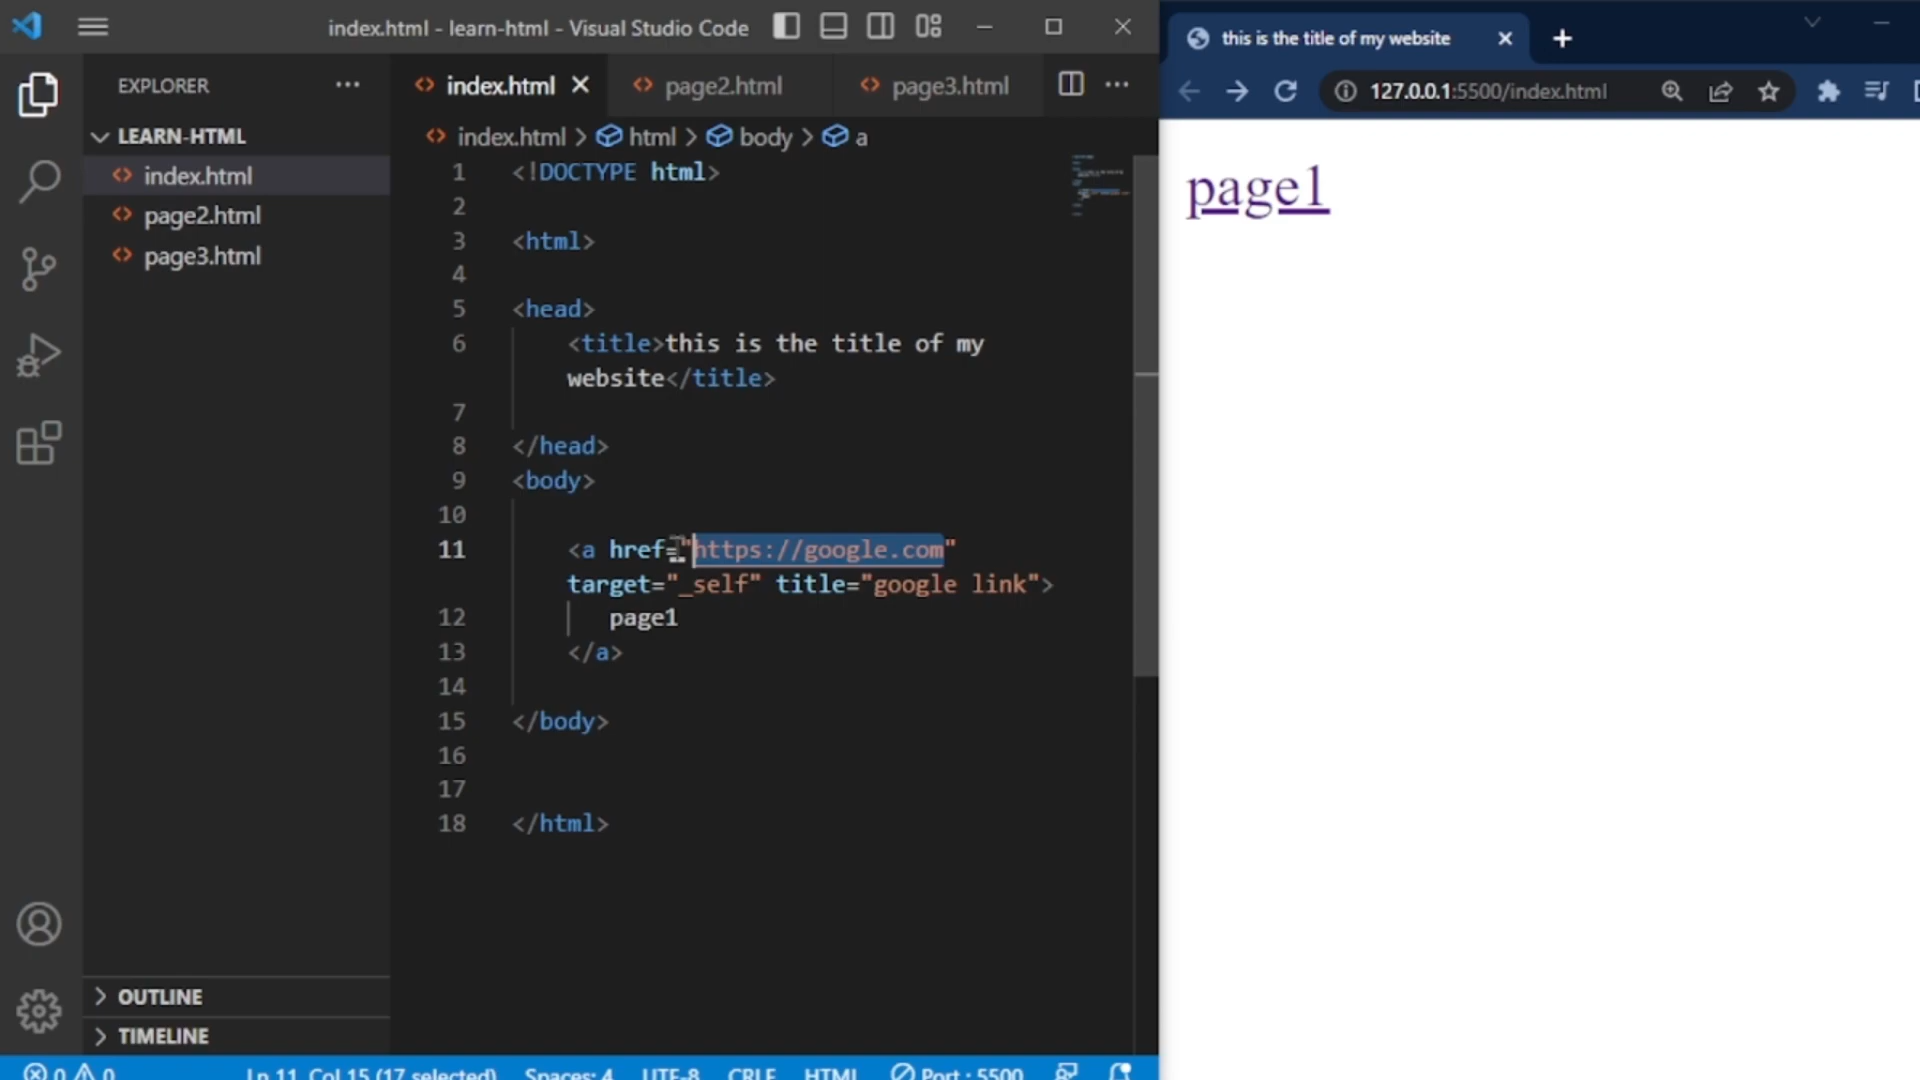 index.html - learn-html - Visual Studio Code
EXPLORER
LEARN-HTML
index.html
page2.html
page3.html
OUTLINE
TIMELINE
index.html page2.html page3.html
index.html > html > body > a
1 <!DOCTYPE html>
2
3 <html>
4
5 <head>
6 <title>this is the title of my
website</title>
7
8 </head>
9 <body>
10
11 <a href="https://google.com"
target="_self" title="google link">
12 page1
13 </a>
14
15 </body>
16
17
18 </html>
0 0 Ln 11, Col 15 (17 selected) Spaces: 4 UTF-8 CRLF HTML Port : 5500
this is the title of my website
127.0.0.1:5500/index.html
page1